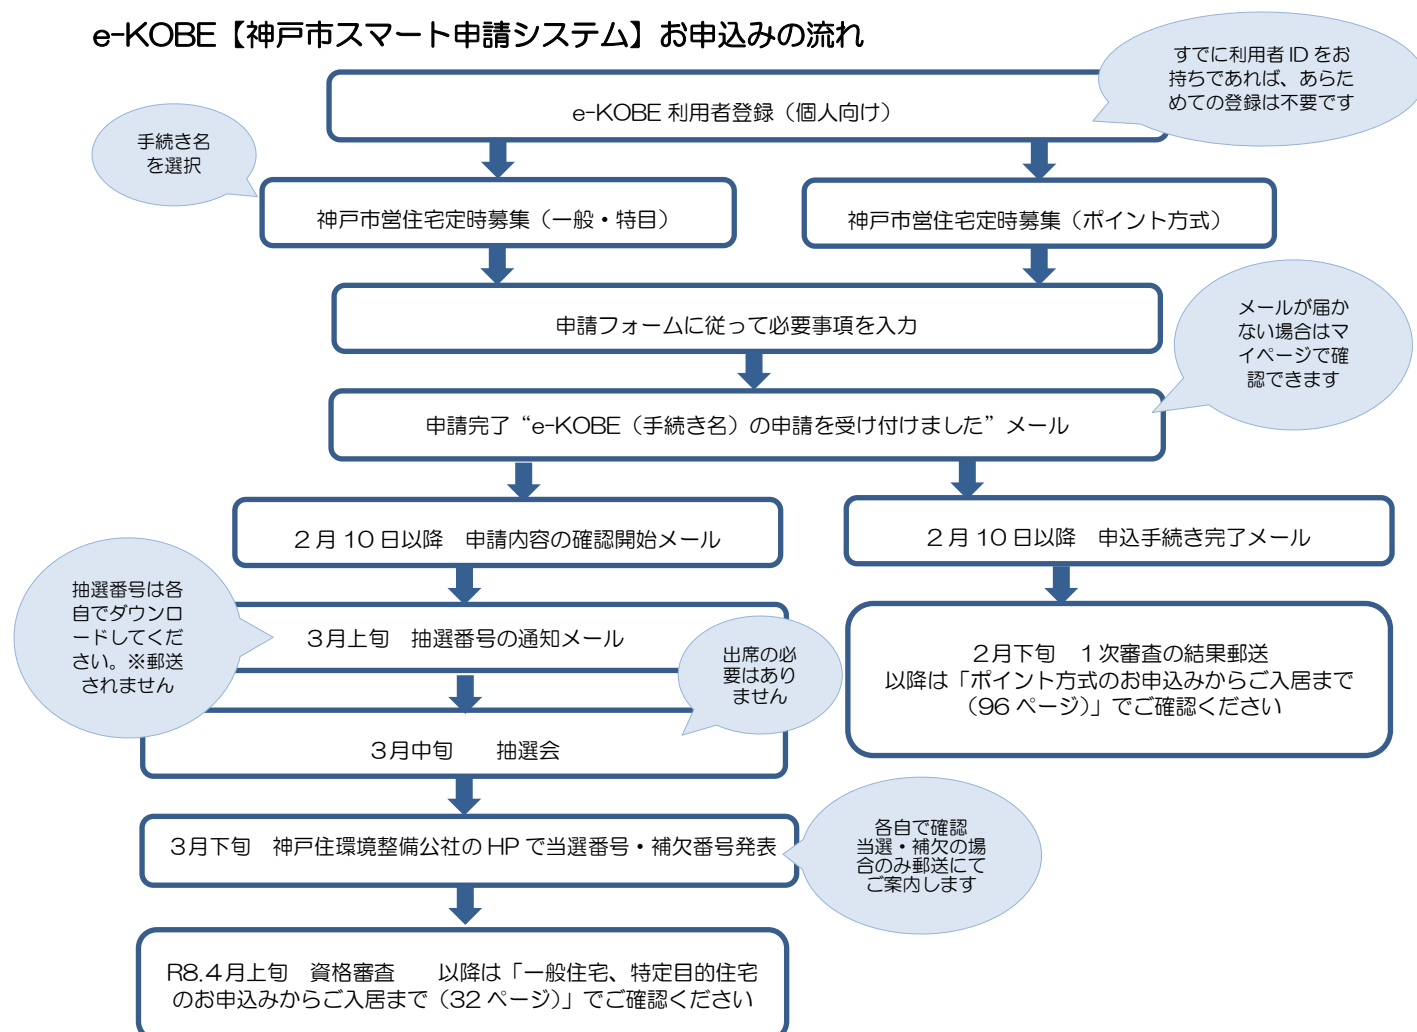 e-KOBE【神戸市スマート申請システム】お申込みの流れ
すでに利用者 ID をお
持ちであれば、あらた
めての登録は不要です
e-KOBE 利用者登録（個人向け）
手続き名
を選択
神戸市営住宅定時募集（一般・特目）
神戸市営住宅定時募集（ポイント方式）
申請フォームに従って必要事項を入力
メールが届か
ない場合はマ
イページで確
認できます
申請完了“e-KOBE（手続き名）の申請を受け付けました”メール
２月 10 日以降　申請内容の確認開始メール
２月 10 日以降　申込手続き完了メール
抽選番号は各
自でダウンロ
ードしてくだ
さい。※郵送
されません
３月上旬　抽選番号の通知メール
出席の必
要はあり
ません
２月下旬　１次審査の結果郵送
以降は「ポイント方式のお申込みからご入居まで
（96 ページ）」でご確認ください
３月中旬　　抽選会
３月下旬　神戸住環境整備公社の HP で当選番号・補欠番号発表
各自で確認
当選・補欠の場
合のみ郵送にて
ご案内します
R8.４月上旬　資格審査　　以降は「一般住宅、特定目的住宅
のお申込みからご入居まで（32 ページ）」でご確認ください